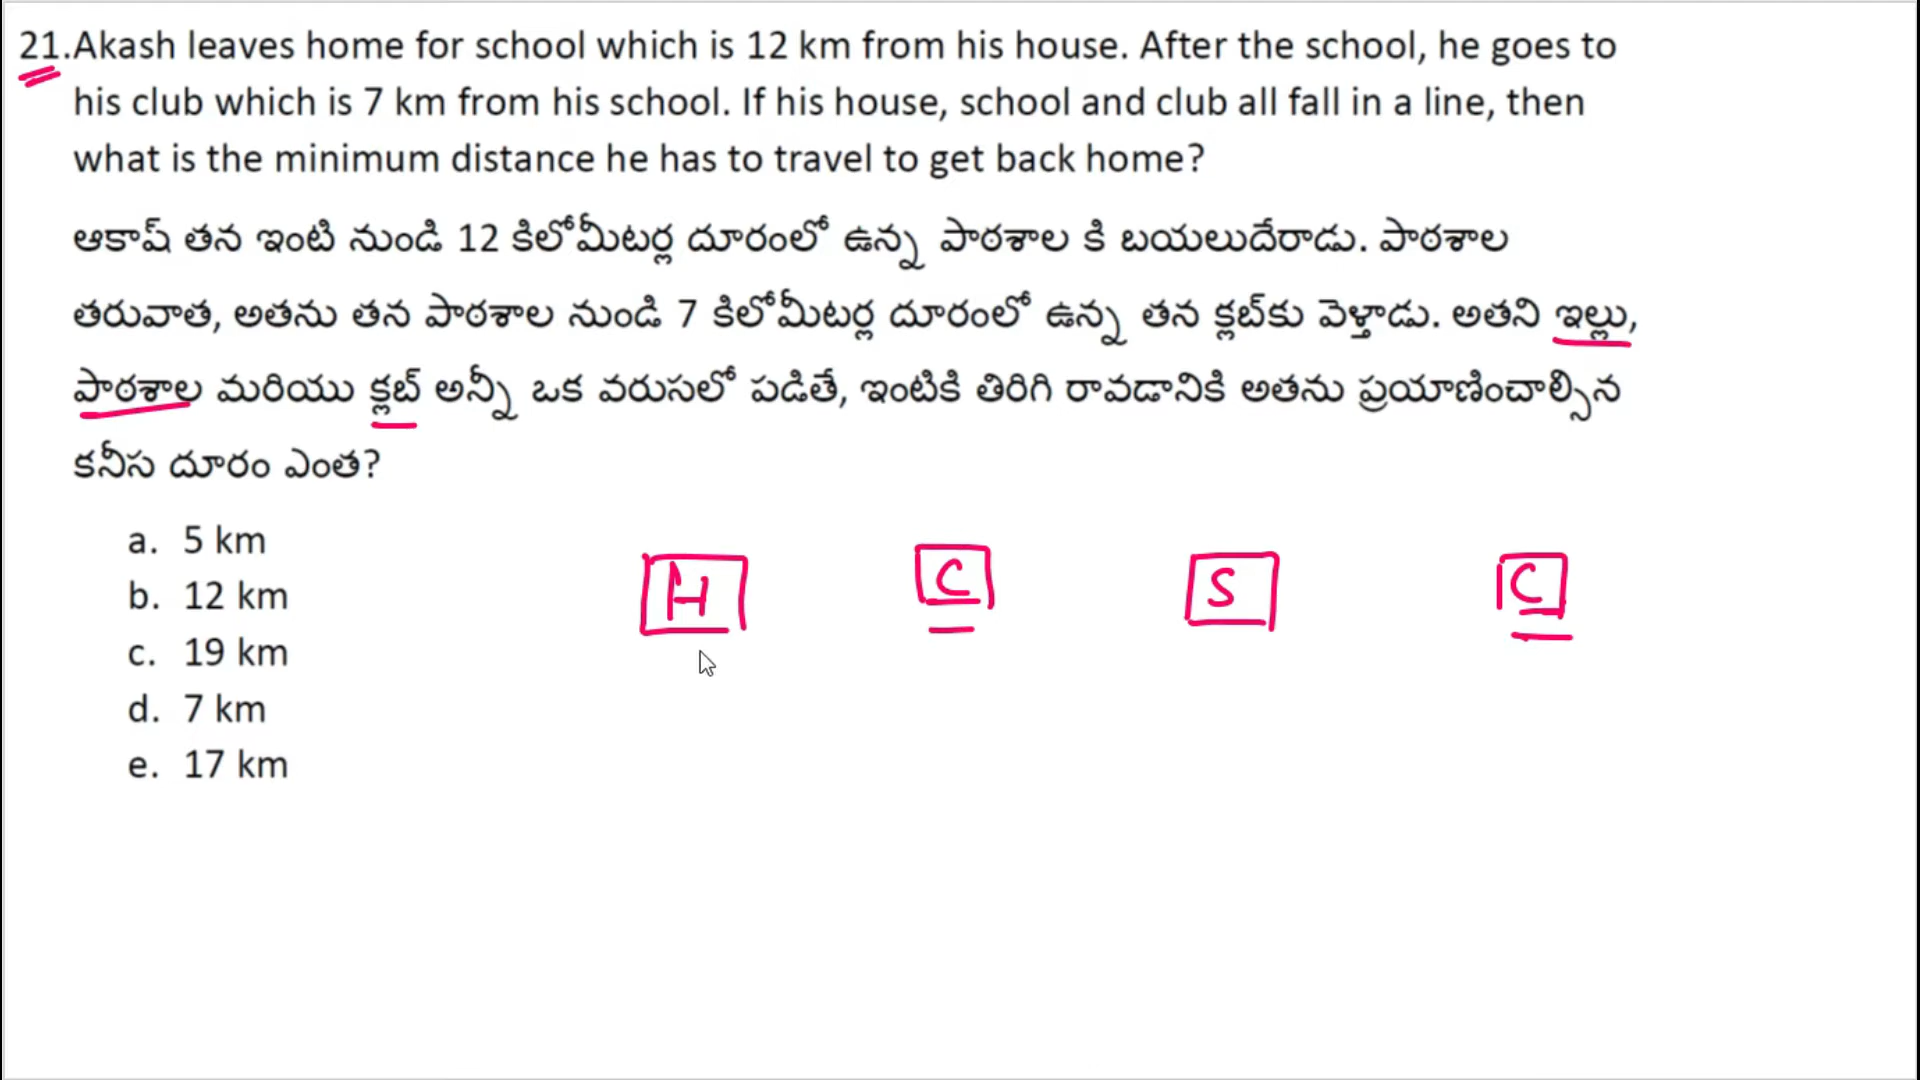 21.Akash leaves home for school which is 12 km from his house. After the school, he goes to
his club which is 7 km from his school. If his house, school and club all fall in a line, then
what is the minimum distance he has to travel to get back home?
ఆకాష్ తన ఇంటి నుండి 12 కిలోమీటర్ల దూరంలో ఉన్న పాఠశాల కి బయలుదేరాడు. పాఠశాల
తరువాత, అతను తన పాఠశాల నుండి 7 కిలోమీటర్ల దూరంలో ఉన్న తన క్లబ్‌కు వెళ్తాడు. అతని ఇల్లు,
పాఠశాల మరియు క్లబ్ అన్నీ ఒక వరుసలో పడితే, ఇంటికి తిరిగి రావడానికి అతను ప్రయాణించాల్సిన
కనీస దూరం ఎంత?
a. 5 km
b. 12 km
c. 19 km
d. 7 km
e. 17 km
H C S C